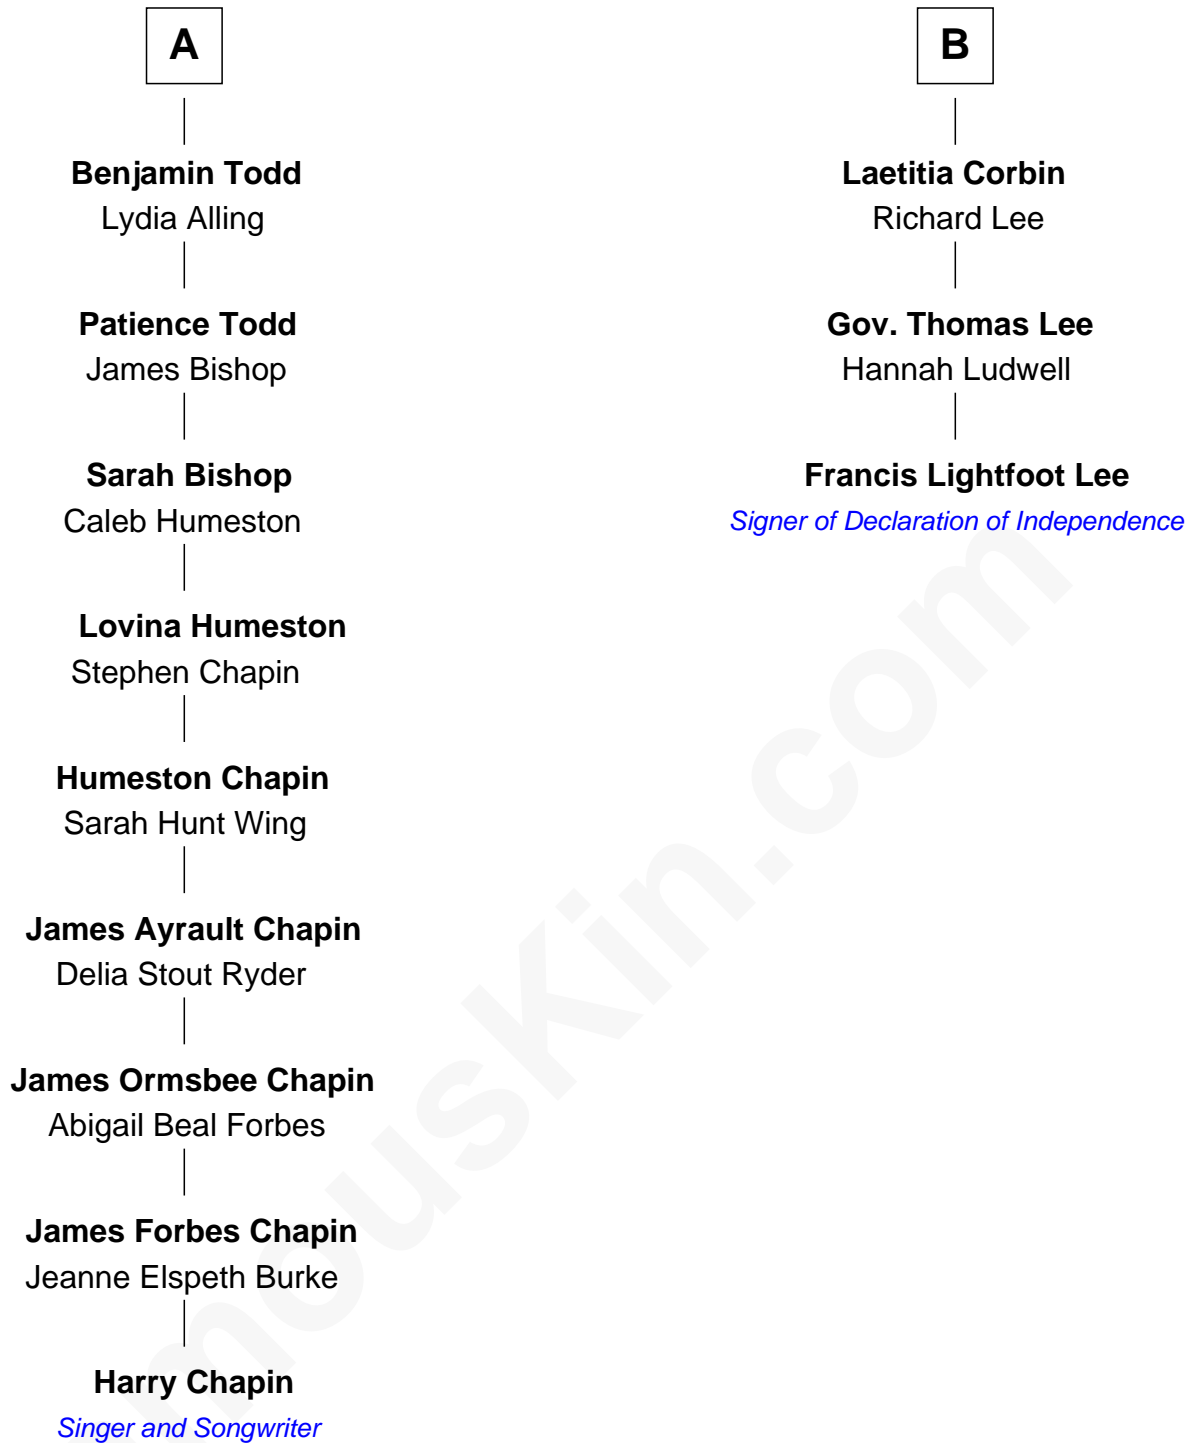 A
Benjamin Todd
Lydia Alling
Patience Todd
James Bishop
Sarah Bishop
Caleb Humeston
Lovina Humeston
Stephen Chapin
Humeston Chapin
Sarah Hunt Wing
James Ayrault Chapin
Delia Stout Ryder
James Ormsbee Chapin
Abigail Beal Forbes
James Forbes Chapin
Jeanne Elspeth Burke
Harry Chapin
Singer and Songwriter
B
Laetitia Corbin
Richard Lee
Gov. Thomas Lee
Hannah Ludwell
Francis Lightfoot Lee
Signer of Declaration of Independence
mouskin.com